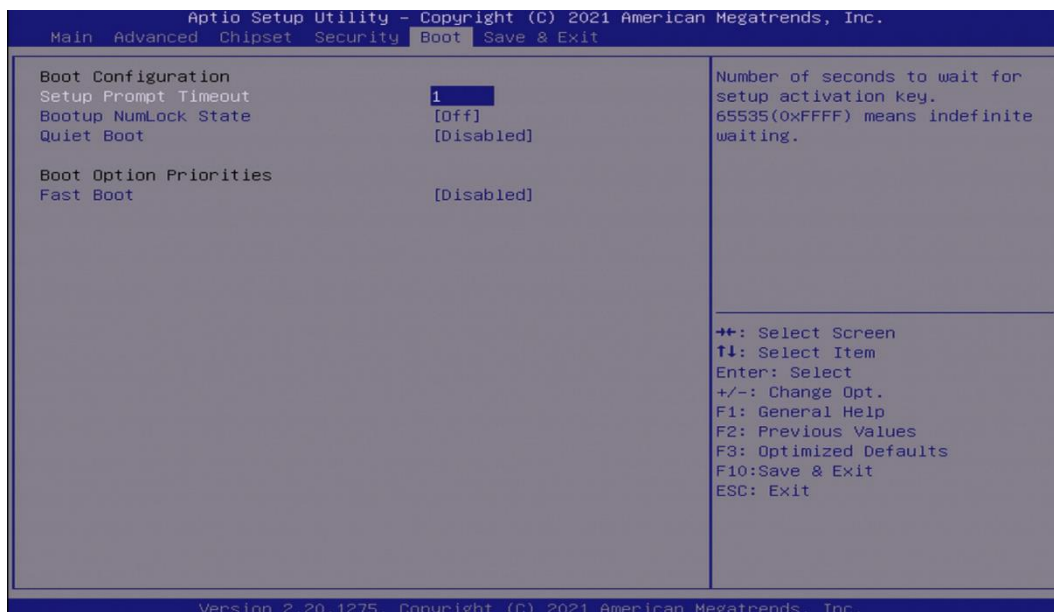 Aptio Setup Utility – Copyright (C) 2021 American Megatrends, Inc.
Main Advanced Chipset Security Boot Save & Exit
Boot Configuration
Setup Prompt Timeout 1
Bootup NumLock State [Off]
Quiet Boot [Disabled]
Boot Option Priorities
Fast Boot [Disabled]
Number of seconds to wait for
setup activation key.
65535(0xFFFF) means indefinite
waiting.
→←: Select Screen
↑↓: Select Item
Enter: Select
+/-: Change Opt.
F1: General Help
F2: Previous Values
F3: Optimized Defaults
F10:Save & Exit
ESC: Exit
Version 2.20.1275. Copyright (C) 2021 American Megatrends, Inc.